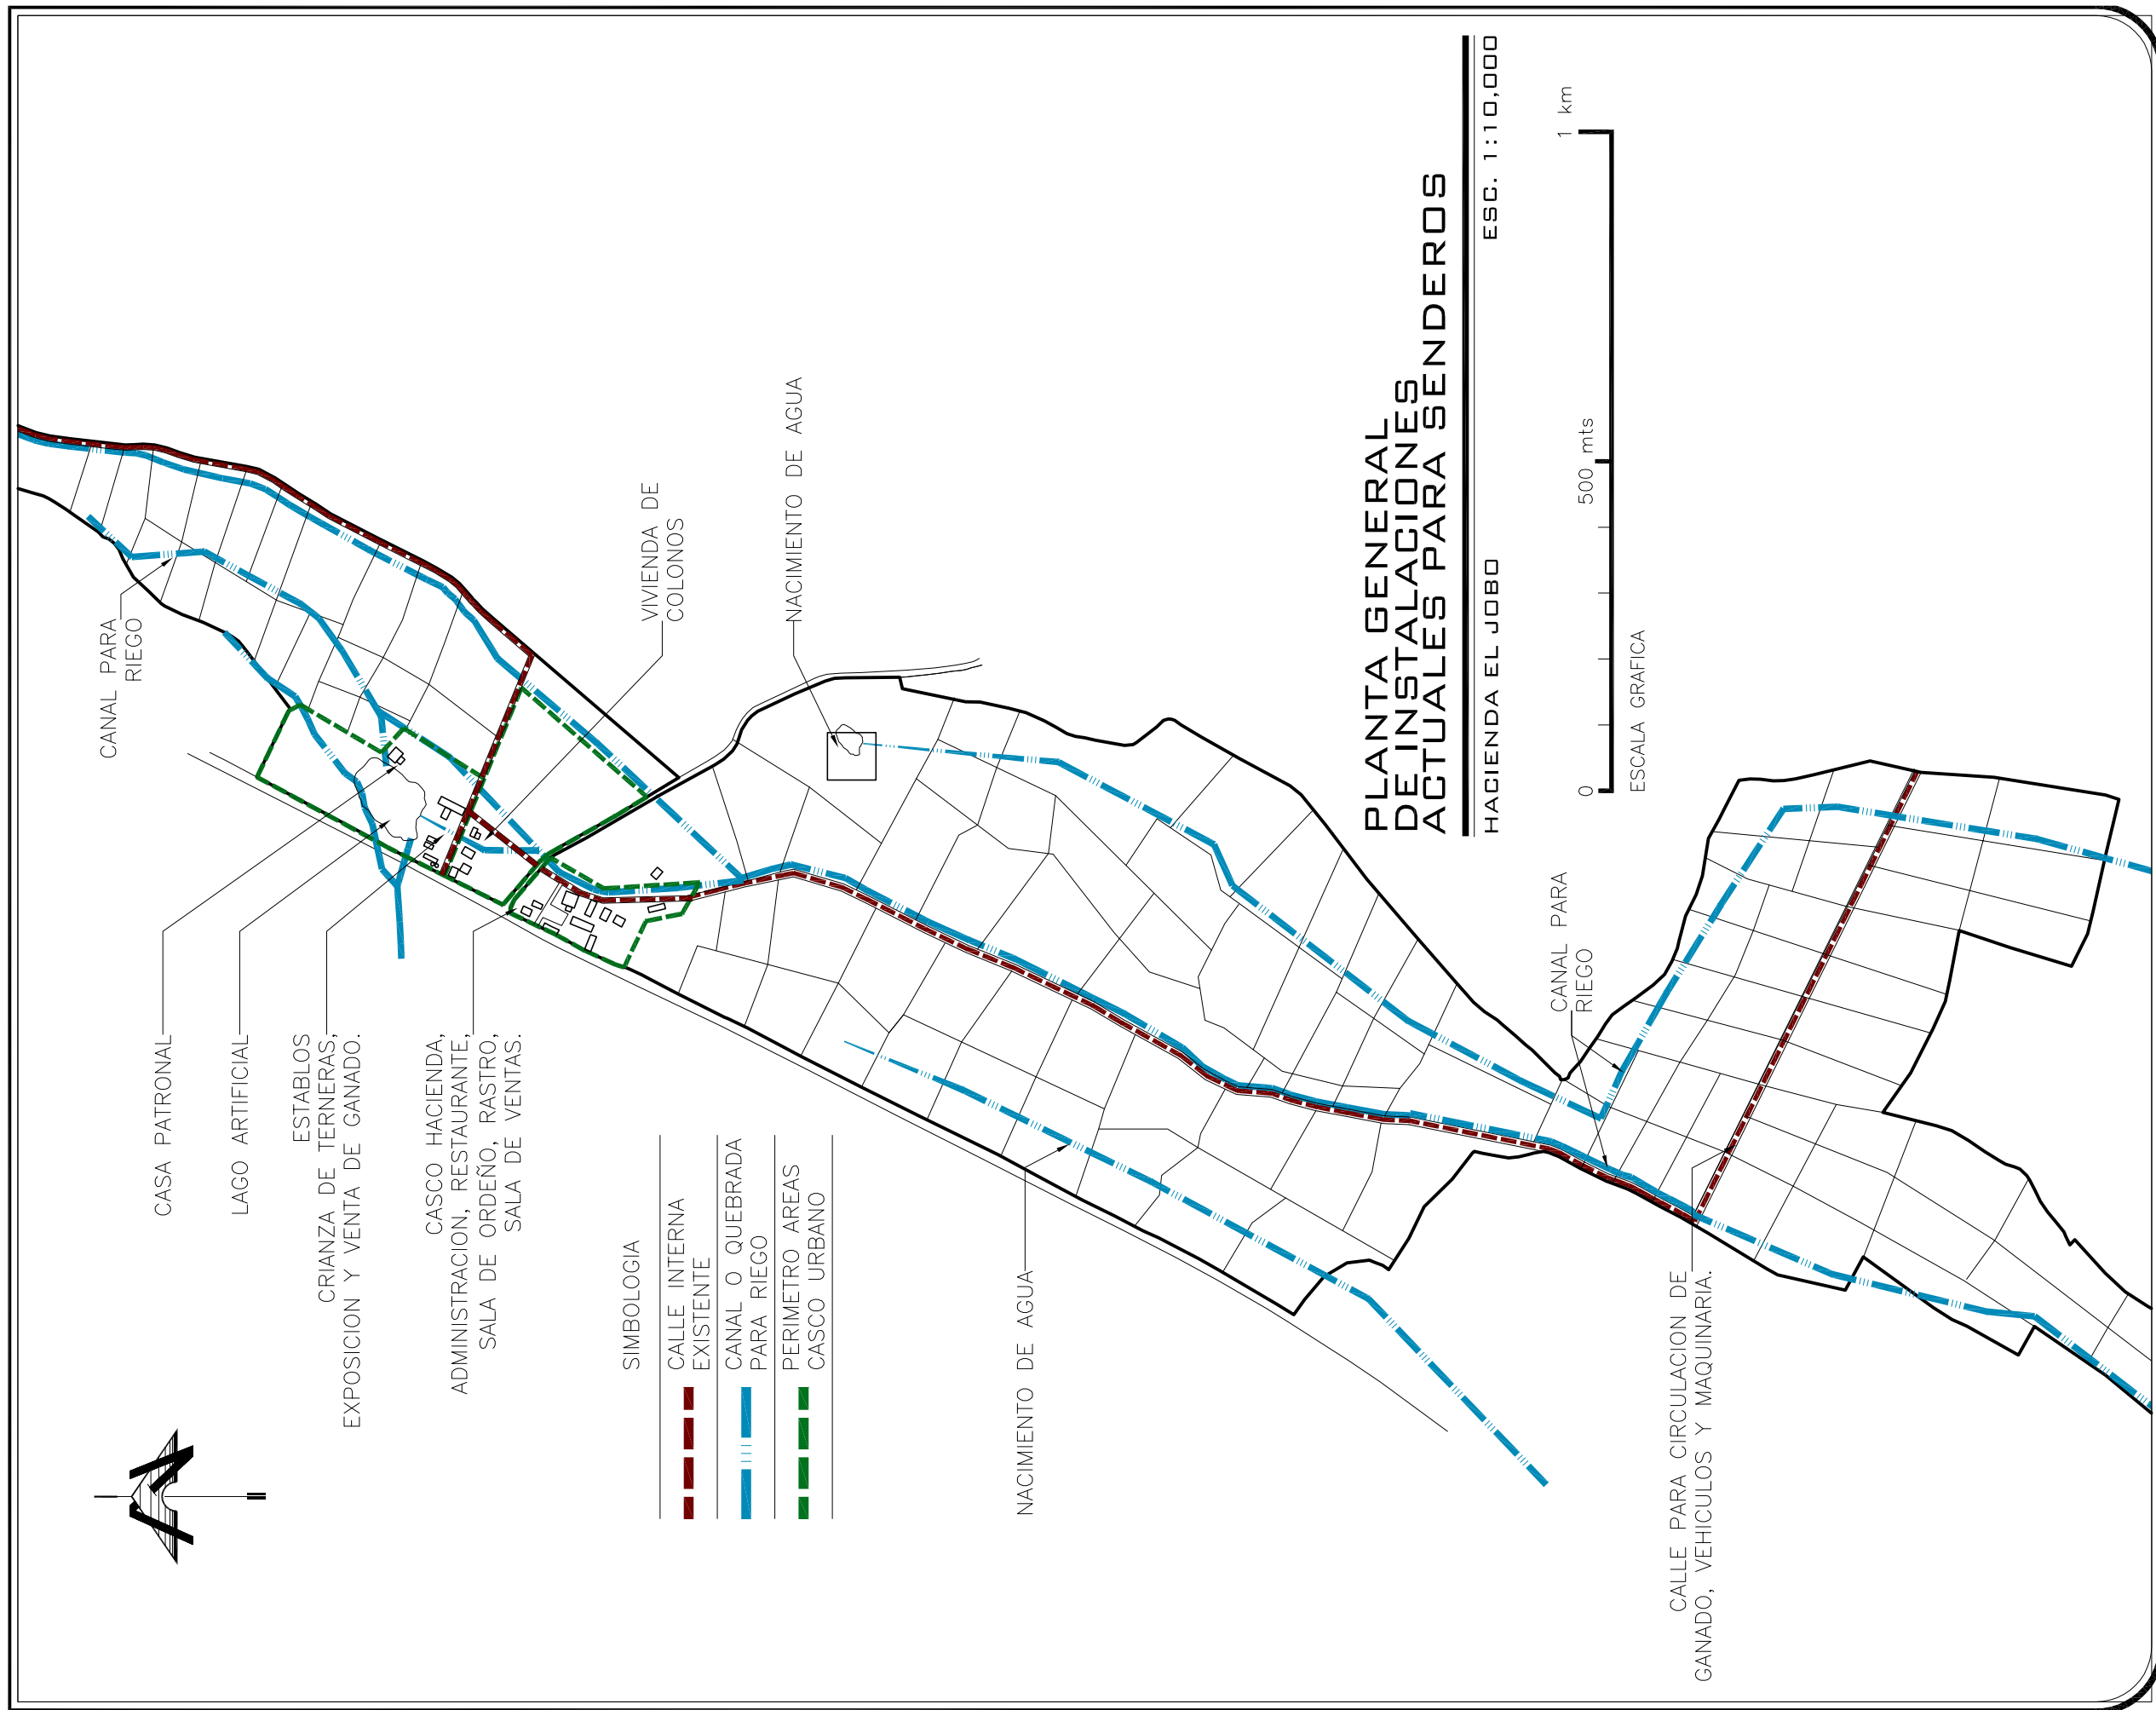 CANAL PARA
RIEGO
CASA PATRONAL
LAGO ARTIFICIAL
ESTABLOS
CRIANZA DE TERNERAS,
EXPOSICION Y VENTA DE GANADO.
CASCO HACIENDA,
ADMINISTRACION, RESTAURANTE,
SALA DE ORDEÑO, RASTRO,
SALA DE VENTAS.
VIVIENDA DE
COLONOS
NACIMIENTO DE AGUA
SIMBOLOGIA
CALLE INTERNA
EXISTENTE
CANAL O QUEBRADA
PARA RIEGO
PERIMETRO AREAS
CASCO URBANO
NACIMIENTO DE AGUA
PLANTA GENERAL
DE INSTALACIONES
ACTUALES PARA SENDEROS
HACIENDA EL JOBO
ESC. 1:10,000
0
500 mts
1 km
ESCALA GRAFICA
CANAL PARA
RIEGO
CALLE PARA CIRCULACION DE
GANADO, VEHICULOS Y MAQUINARIA.